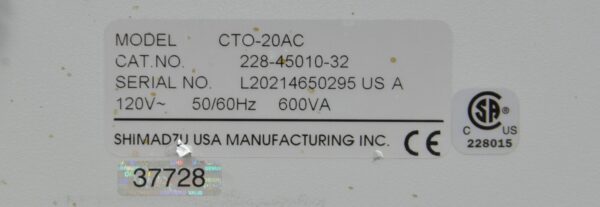 MODEL CTO-20AC
CAT.NO. 228-45010-32
SERIAL NO. L20214650295 US A
120V~ 50/60Hz 600VA
SHIMADZU USA MANUFACTURING INC. CE
C SA ® US
228015
37728